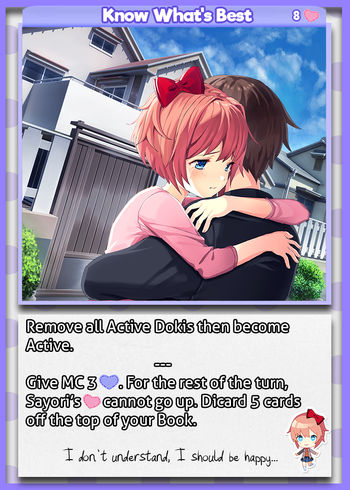 Know What's Best
8
Remove all Active Dokis then become
Active.
---
Give MC 3 . For the rest of the turn,
Sayori's cannot go up. Dicard 5 cards
off the top of your Book.
I don't understand, I should be happy...